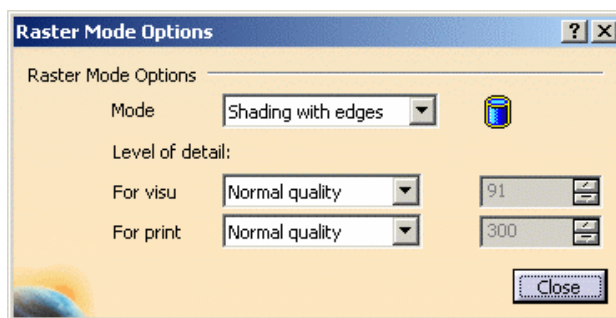 Raster Mode Options
Raster Mode Options
Mode Shading with edges
Level of detail:
For visu Normal quality 91
For print Normal quality 300
Close